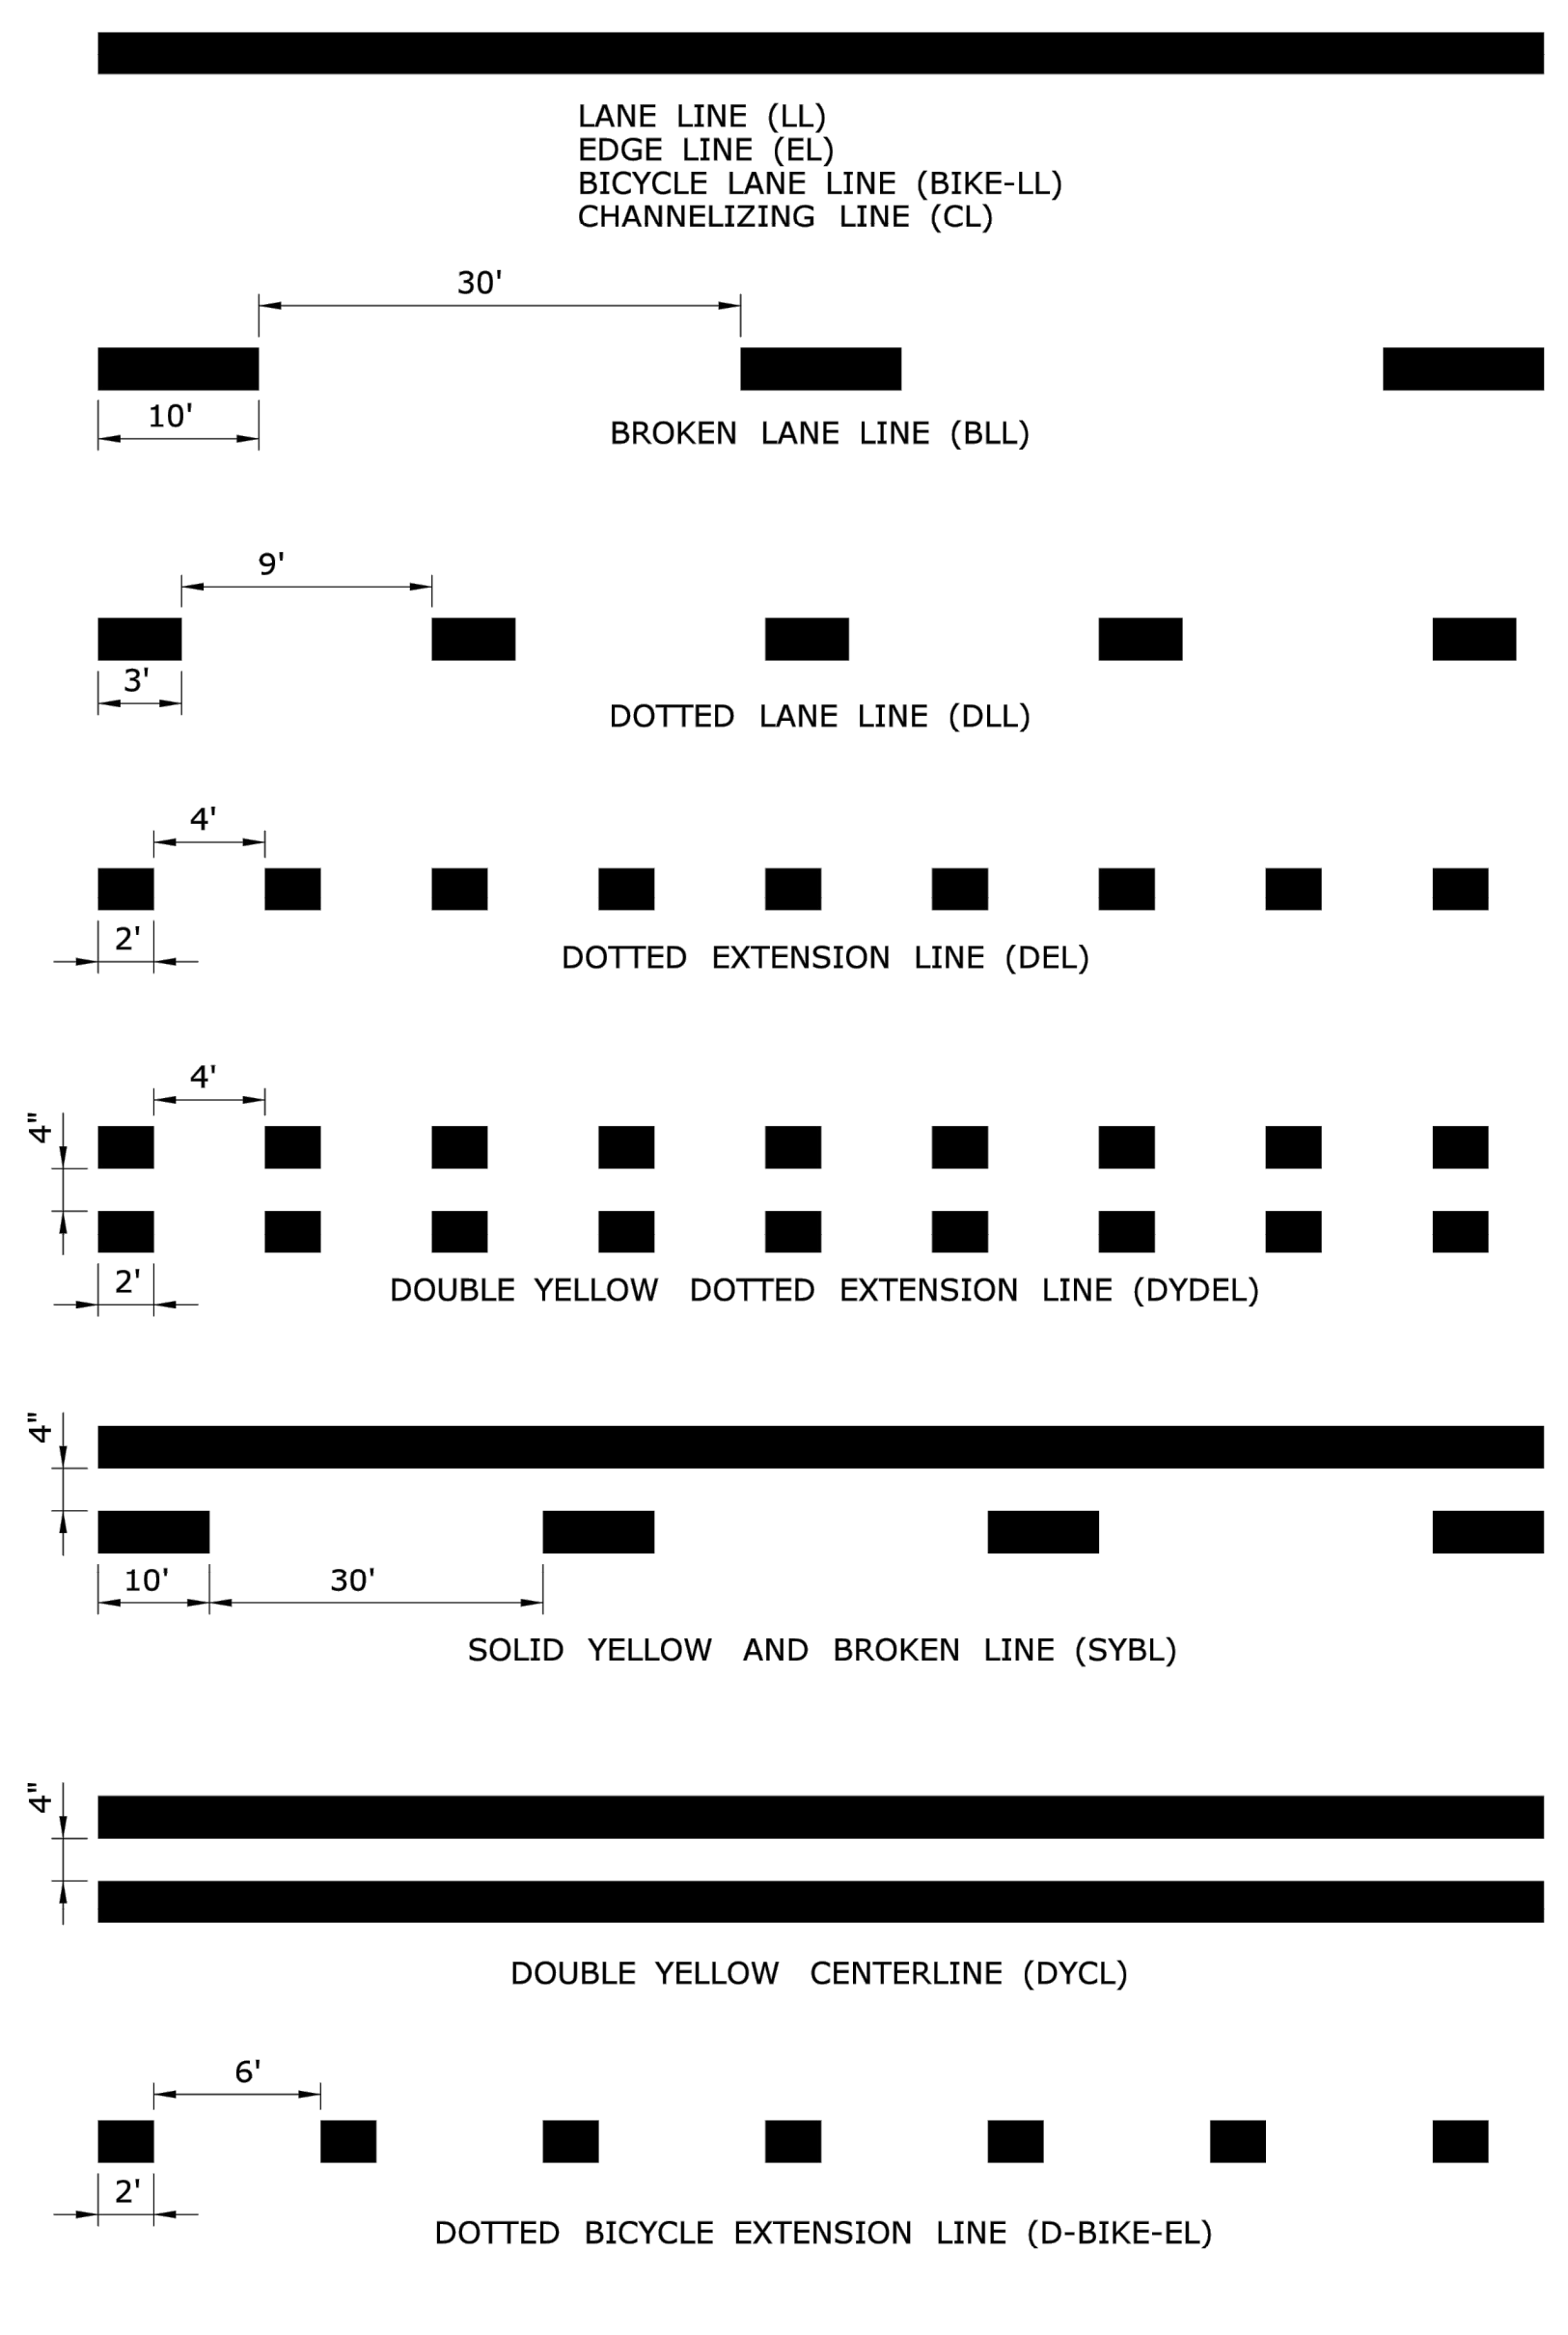 LANE LINE (LL)
EDGE LINE (EL)
BICYCLE LANE LINE (BIKE-LL)
CHANNELIZING LINE (CL)
30'
10'
BROKEN LANE LINE (BLL)
9'
3'
DOTTED LANE LINE (DLL)
4'
2'
DOTTED EXTENSION LINE (DEL)
4'
4"
2'
DOUBLE YELLOW DOTTED EXTENSION LINE (DYDEL)
4"
10' 30'
SOLID YELLOW AND BROKEN LINE (SYBL)
4"
DOUBLE YELLOW CENTERLINE (DYCL)
6'
2'
DOTTED BICYCLE EXTENSION LINE (D-BIKE-EL)